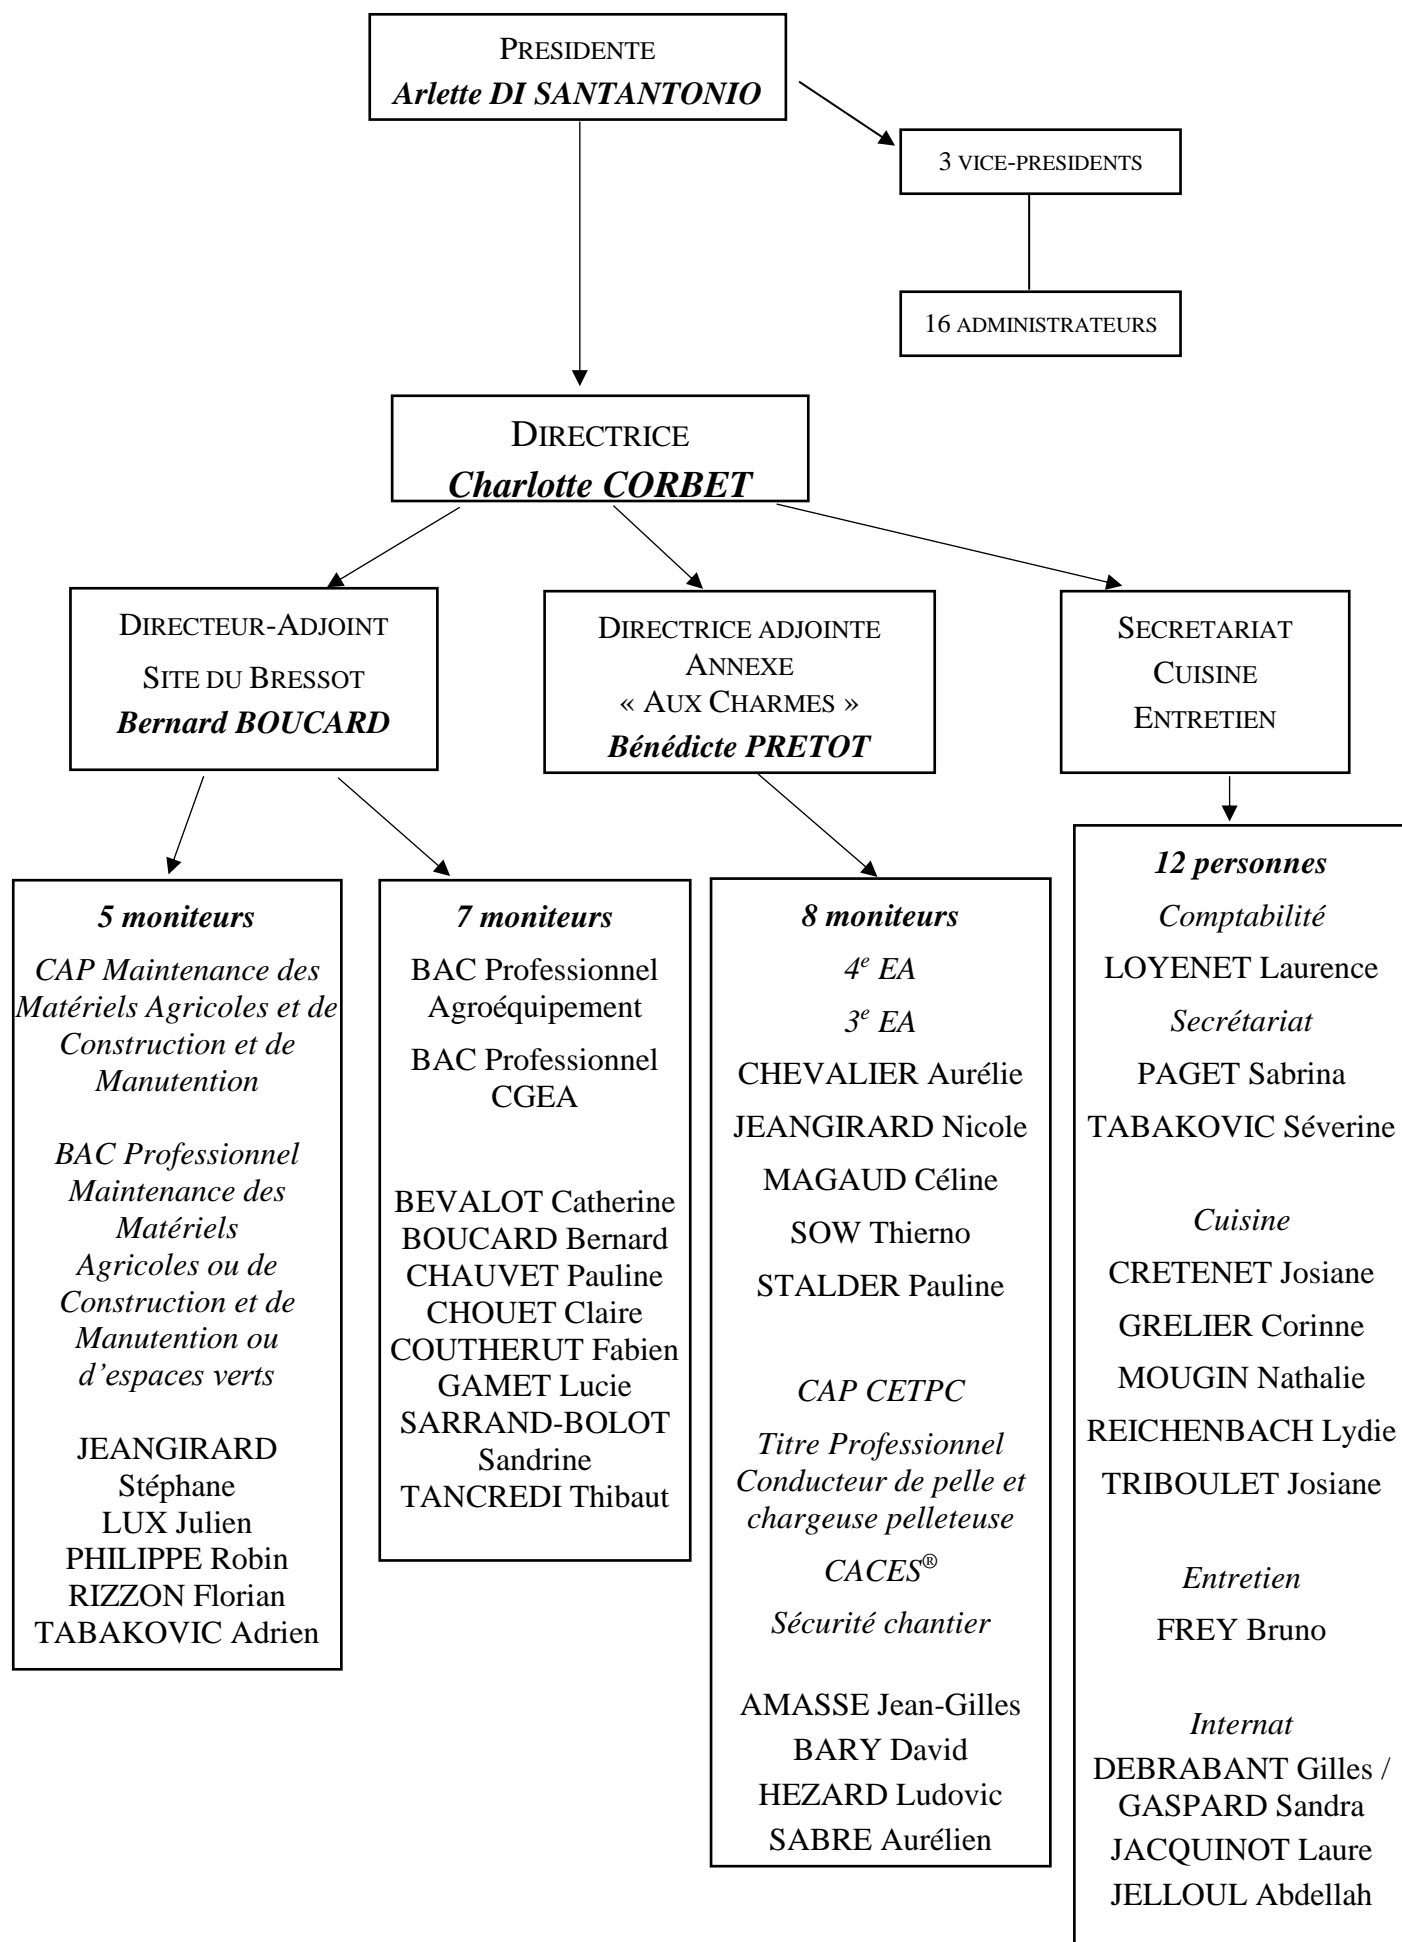 PRESIDENTE
Arlette DI SANTANTONIO
3 VICE-PRESIDENTS
16 ADMINISTRATEURS
DIRECTRICE
Charlotte CORBET
DIRECTEUR-ADJOINT
SITE DU BRESSOT
Bernard BOUCARD
DIRECTRICE ADJOINTE
ANNEXE
« AUX CHARMES »
Bénédicte PRETOT
SECRETARIAT
CUISINE
ENTRETIEN
5 moniteurs
CAP Maintenance des
Matériels Agricoles et de
Construction et de
Manutention
BAC Professionnel
Maintenance des
Matériels
Agricoles ou de
Construction et de
Manutention ou
d’espaces verts
JEANGIRARD
Stéphane
LUX Julien
PHILIPPE Robin
RIZZON Florian
TABAKOVIC Adrien
7 moniteurs
BAC Professionnel
Agroéquipement
BAC Professionnel
CGEA
BEVALOT Catherine
BOUCARD Bernard
CHAUVET Pauline
CHOUET Claire
COUTHERUT Fabien
GAMET Lucie
SARRAND-BOLOT
Sandrine
TANCREDI Thibaut
8 moniteurs
4e EA
3e EA
CHEVALIER Aurélie
JEANGIRARD Nicole
MAGAUD Céline
SOW Thierno
STALDER Pauline
CAP CETPC
Titre Professionnel
Conducteur de pelle et
chargeuse pelleteuse
CACES®
Sécurité chantier
AMASSE Jean-Gilles
BARY David
HEZARD Ludovic
SABRE Aurélien
12 personnes
Comptabilité
LOYENET Laurence
Secrétariat
PAGET Sabrina
TABAKOVIC Séverine
Cuisine
CRETENET Josiane
GRELIER Corinne
MOUGIN Nathalie
REICHENBACH Lydie
TRIBOULET Josiane
Entretien
FREY Bruno
Internat
DEBRABANT Gilles /
GASPARD Sandra
JACQUINOT Laure
JELLOUL Abdellah